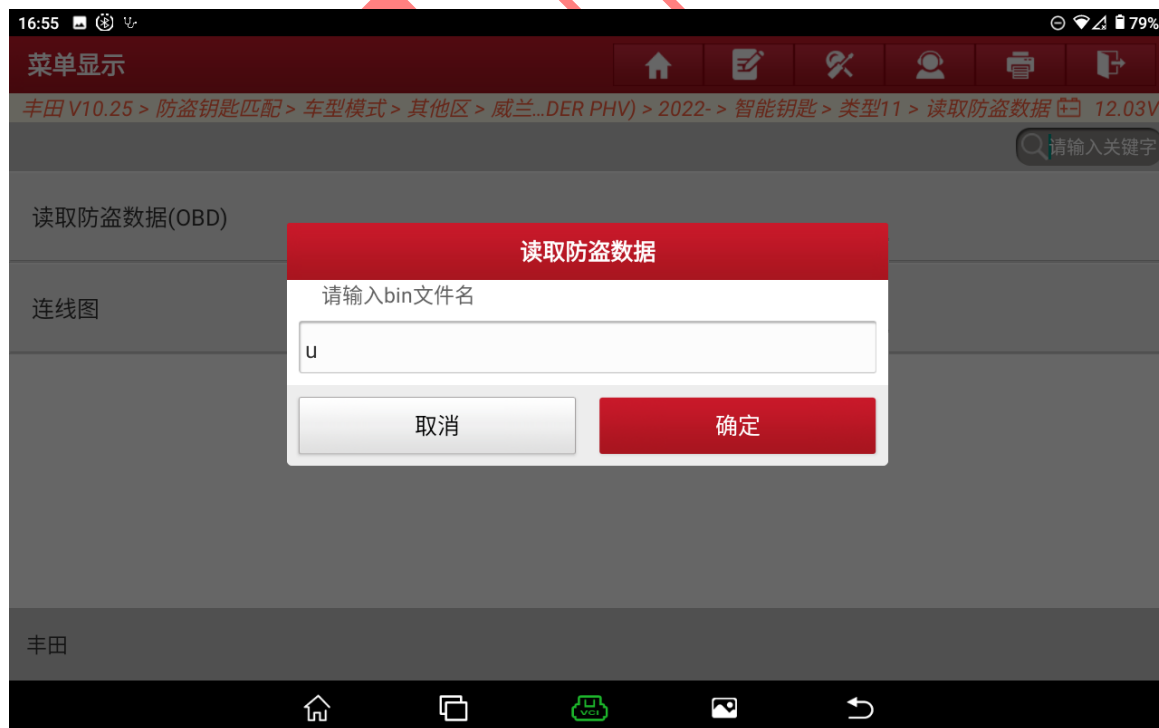 16:55
79%
菜单显示
丰田 V10.25 > 防盗钥匙匹配 > 车型模式 > 其他区 > 威兰...DER PHV) > 2022- > 智能钥匙 > 类型11 > 读取防盗数据 12.03V
请输入关键字
读取防盗数据(OBD)
读取防盗数据
请输入bin文件名
连线图
u
取消
确定
丰田
VCI